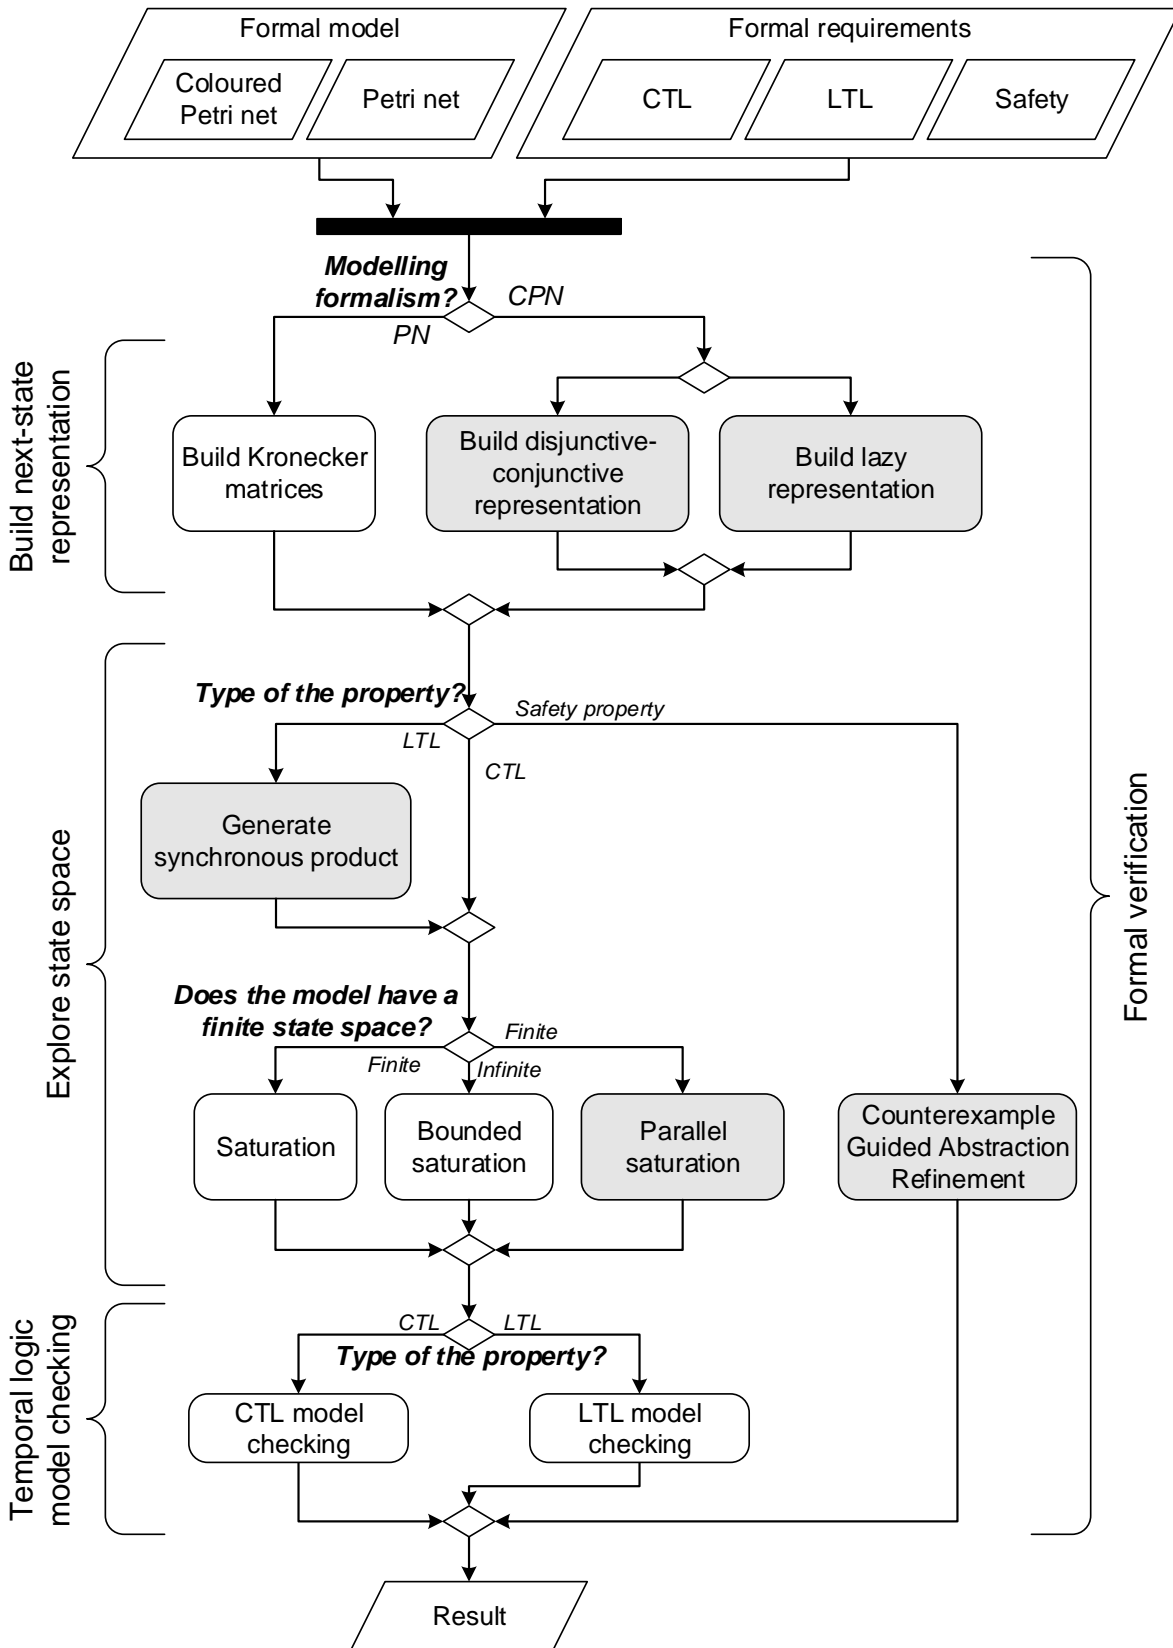 Formal model
Formal requirements
Coloured
Petri net
Petri net
CTL
LTL
Safety
Modelling
formalism?
CPN
PN
Build next-state
representation
Build Kronecker
matrices
Build disjunctive-
conjunctive
representation
Build lazy
representation
Type of the property?
Safety property
LTL
CTL
Generate
synchronous product
Explore state space
Formal verification
Does the model have a
finite state space?
Finite
Finite
Infinite
Saturation
Bounded
saturation
Parallel
saturation
Counterexample
Guided Abstraction
Refinement
Temporal logic
model checking
CTL
LTL
Type of the property?
CTL model
checking
LTL model
checking
Result